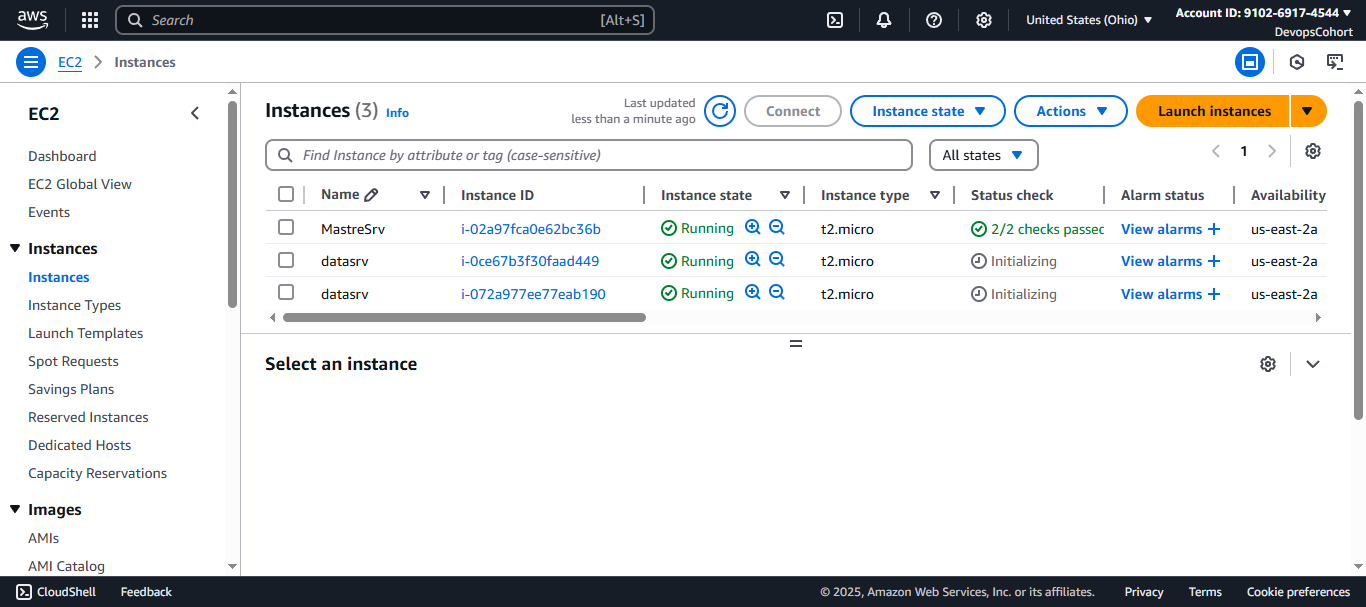 aws
Search [Alt+S]
United States (Ohio)
Account ID: 9102-6917-4544
DevopsCohort
EC2 Instances
EC2
Dashboard
EC2 Global View
Events
Instances
Instances
Instance Types
Launch Templates
Spot Requests
Savings Plans
Reserved Instances
Dedicated Hosts
Capacity Reservations
Images
AMIs
AMI Catalog
Instances (3) Info
Last updated
less than a minute ago
Connect
Instance state
Actions
Launch instances
Find Instance by attribute or tag (case-sensitive)
All states
1
Name Instance ID Instance state Instance type Status check Alarm status Availability
MastreSrv i-02a97fca0e62bc36b Running t2.micro 2/2 checks passec View alarms + us-east-2a
datasrv i-0ce67b3f30faad449 Running t2.micro Initializing View alarms + us-east-2a
datasrv i-072a977ee77eab190 Running t2.micro Initializing View alarms + us-east-2a
Select an instance
CloudShell Feedback © 2025, Amazon Web Services, Inc. or its affiliates. Privacy Terms Cookie preferences